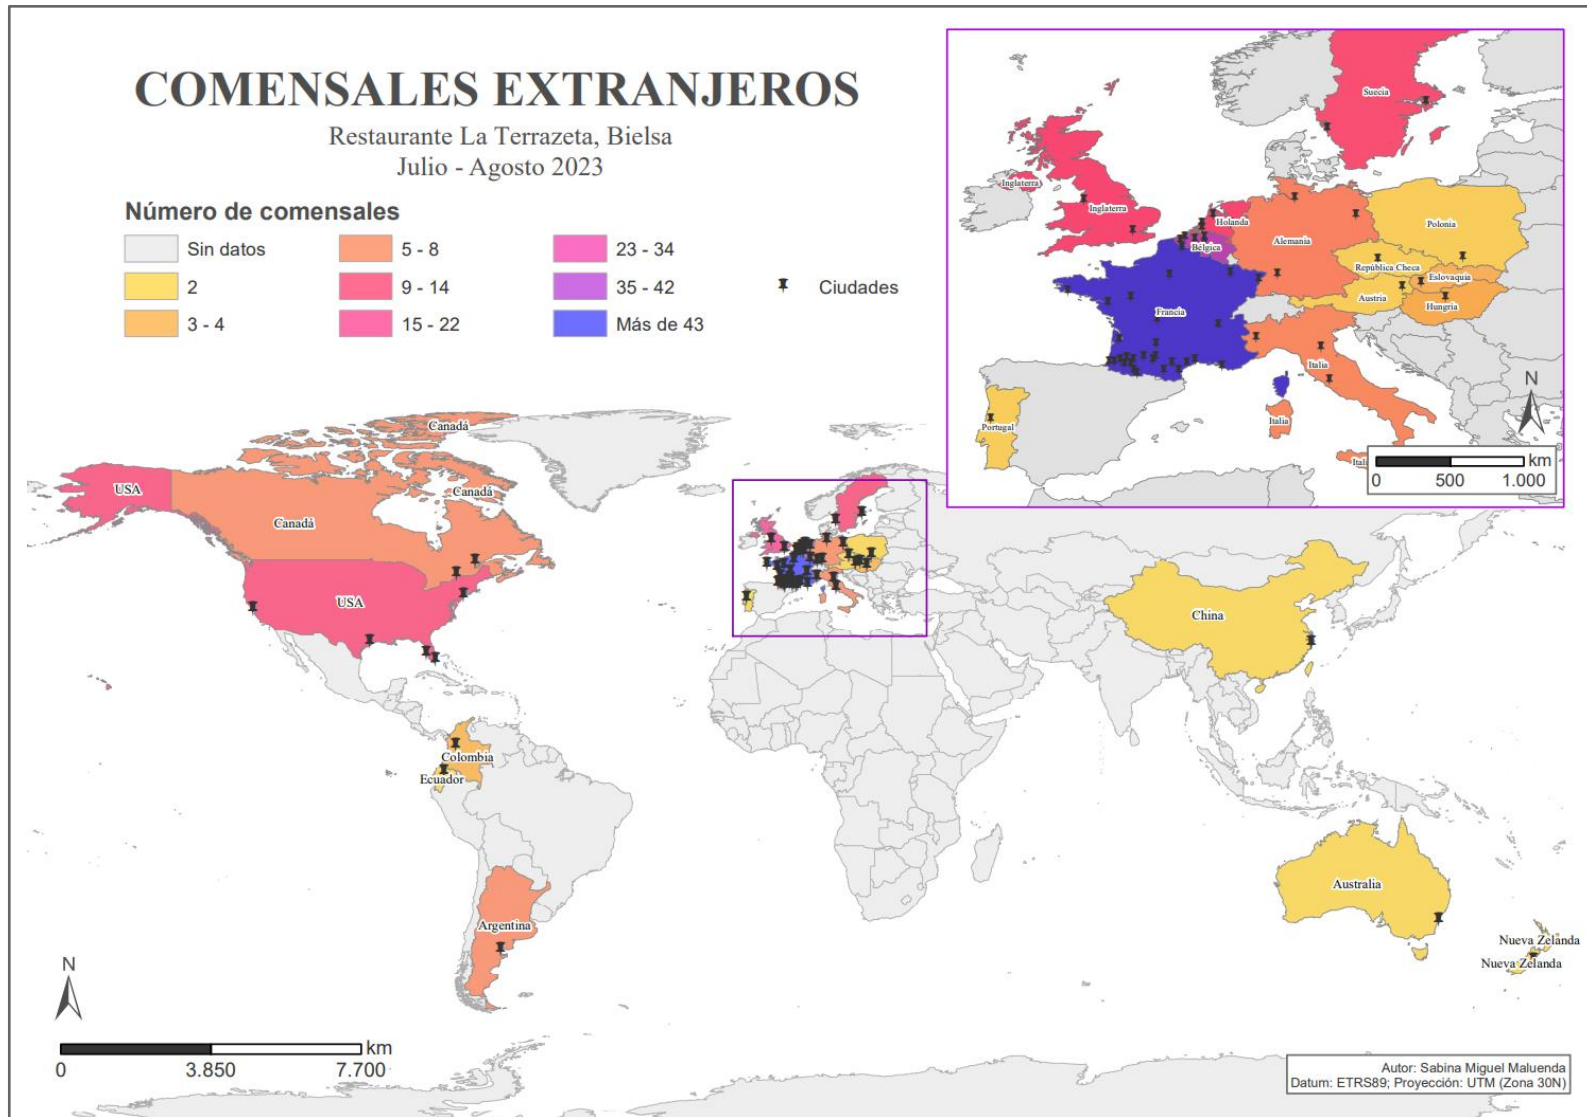 COMENSALES EXTRANJEROS
Restaurante La Terrazeta, Bielsa
Julio - Agosto 2023
Número de comensales
Sin datos
2
3 - 4
5 - 8
9 - 14
15 - 22
23 - 34
35 - 42
Más de 43
Ciudades
Suecia
Inglaterra
Inglaterra
Holanda
Bélgica
Alemania
Polonia
República Checa
Eslovaquia
Austria
Hungria
Francia
Italia
Italia
Portugal
N
km
0 500 1.000
Canadá
Canadá
Canadá
USA
USA
Colombia
Ecuador
Argentina
China
Australia
Nueva Zelanda
Nueva Zelanda
N
km
0 3.850 7.700
Autor: Sabina Miguel Maluenda
Datum: ETRS89; Proyección: UTM (Zona 30N)